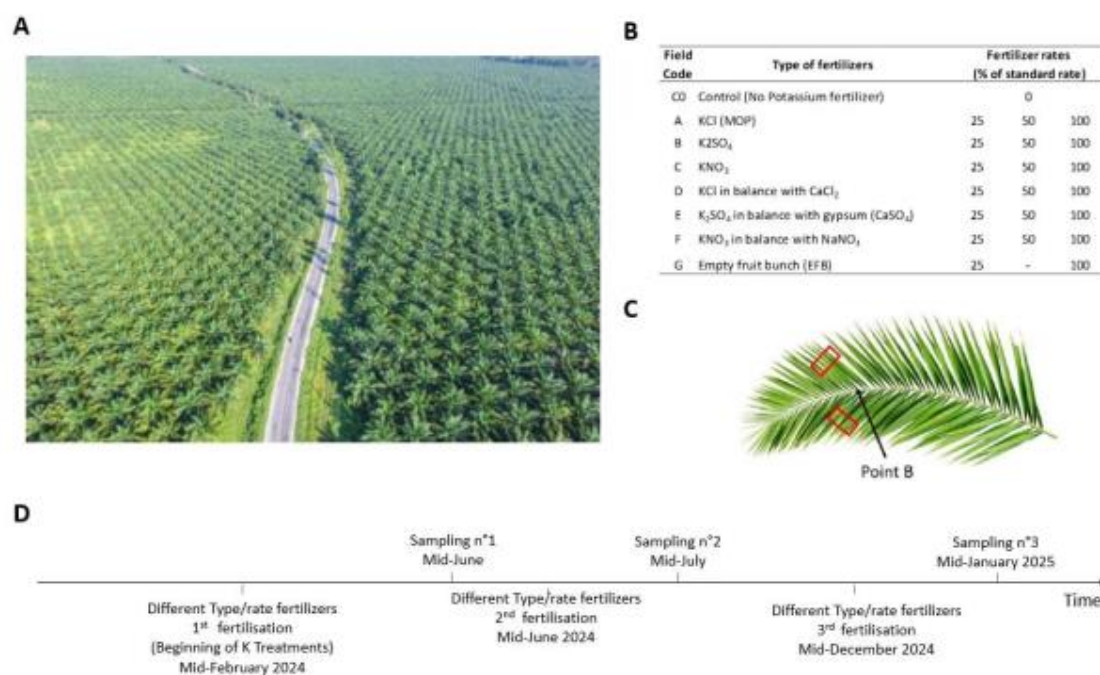 A
B
Field Code Type of fertilizers Fertilizer rates (% of standard rate)
C0 Control (No Potassium fertilizer) 0
A KCl (MOP) 25 50 100
B K2SO₄ 25 50 100
C KNO₃ 25 50 100
D KCl in balance with CaCl₂ 25 50 100
E K₂SO₄ in balance with gypsum (CaSO₄) 25 50 100
F KNO₃ in balance with NaNO₃ 25 50 100
G Empty fruit bunch (EFB) 25 - 100
C
Point B
D
Sampling n°1
Mid-June
Sampling n°2
Mid-July
Sampling n°3
Mid-January 2025
Time
Different Type/rate fertilizers
1st fertilisation
(Beginning of K Treatments)
Mid-February 2024
Different Type/rate fertilizers
2nd fertilisation
Mid-June 2024
Different Type/rate fertilizers
3rd fertilisation
Mid-December 2024